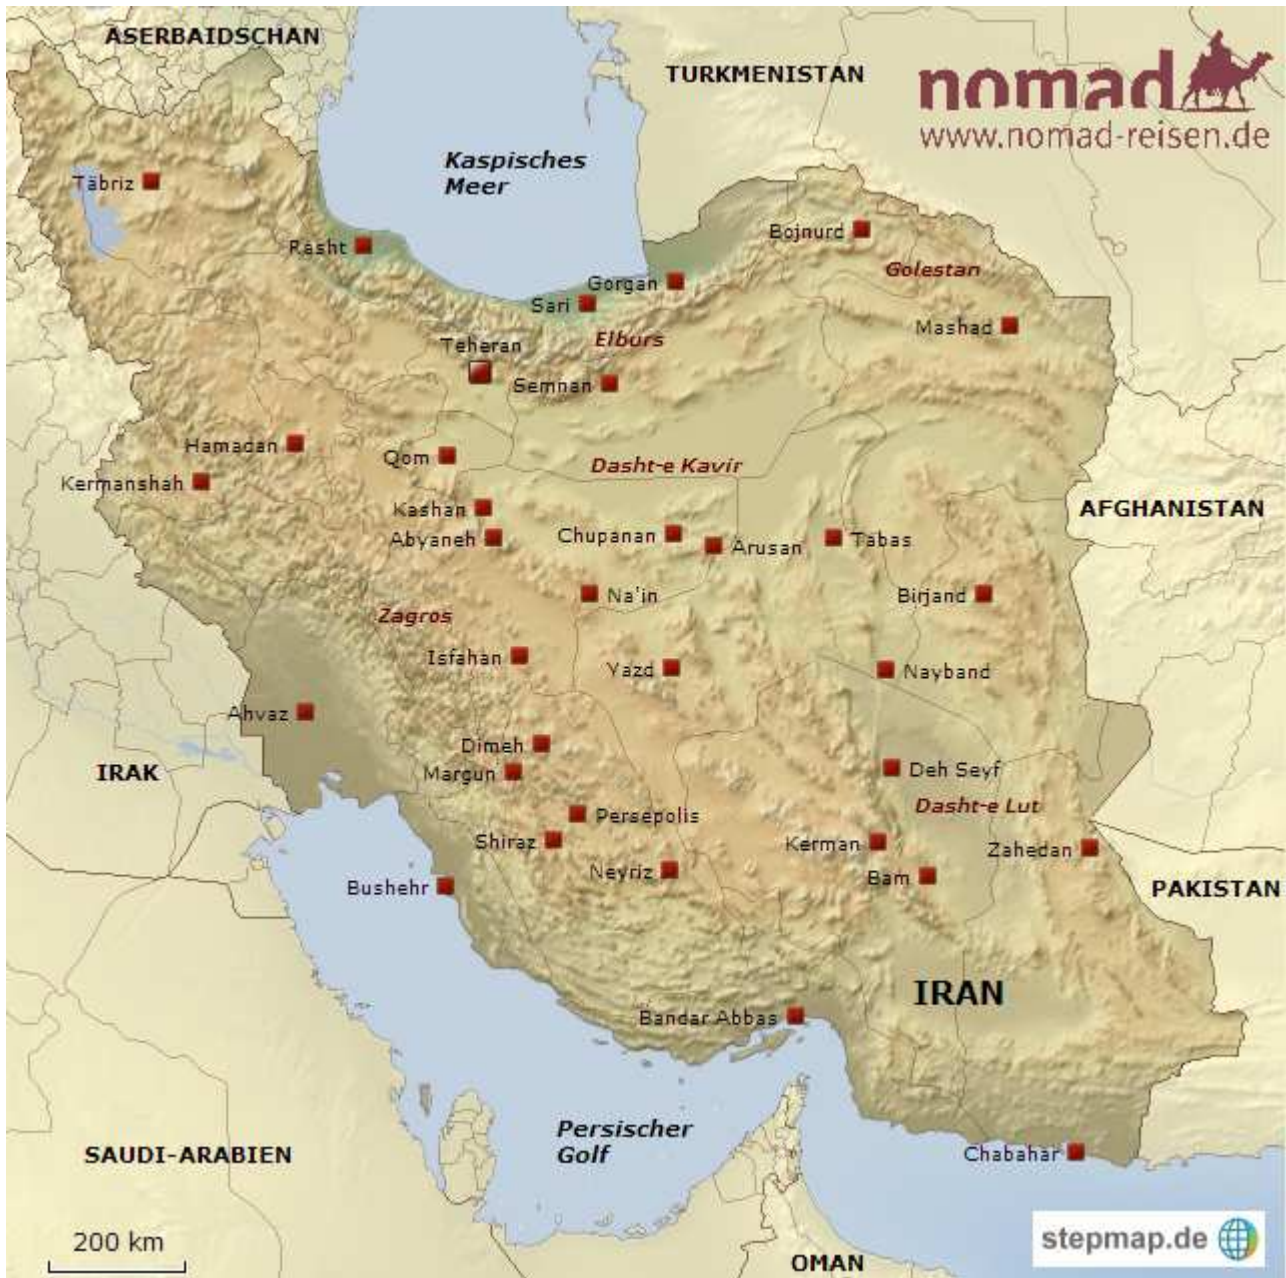 ASERBAIDSCHAN
TURKMENISTAN
nomad
www.nomad-reisen.de
Kaspisches
Meer
Täbriz
Rasht
Bojnurd
Golestan
Gorgan
Sari
Mashad
Elburs
Teheran
Semnan
Hamadan
Qom
Dasht-e Kavir
Kermanshah
Kashan
AFGHANISTAN
Abyaneh
Chupanan
Arusan
Tabas
Na'in
Birjand
Zagros
Isfahan
Yazd
Nayband
Ahvaz
Dimeh
Margun
IRAK
Deh Seyf
Dasht-e Lut
Persepolis
Shiraz
Kerman
Zahedan
Neyriz
Bam
Bushehr
PAKISTAN
IRAN
Bandar Abbas
Persischer
Golf
SAUDI-ARABIEN
Chabahar
200 km
stepmap.de
OMAN